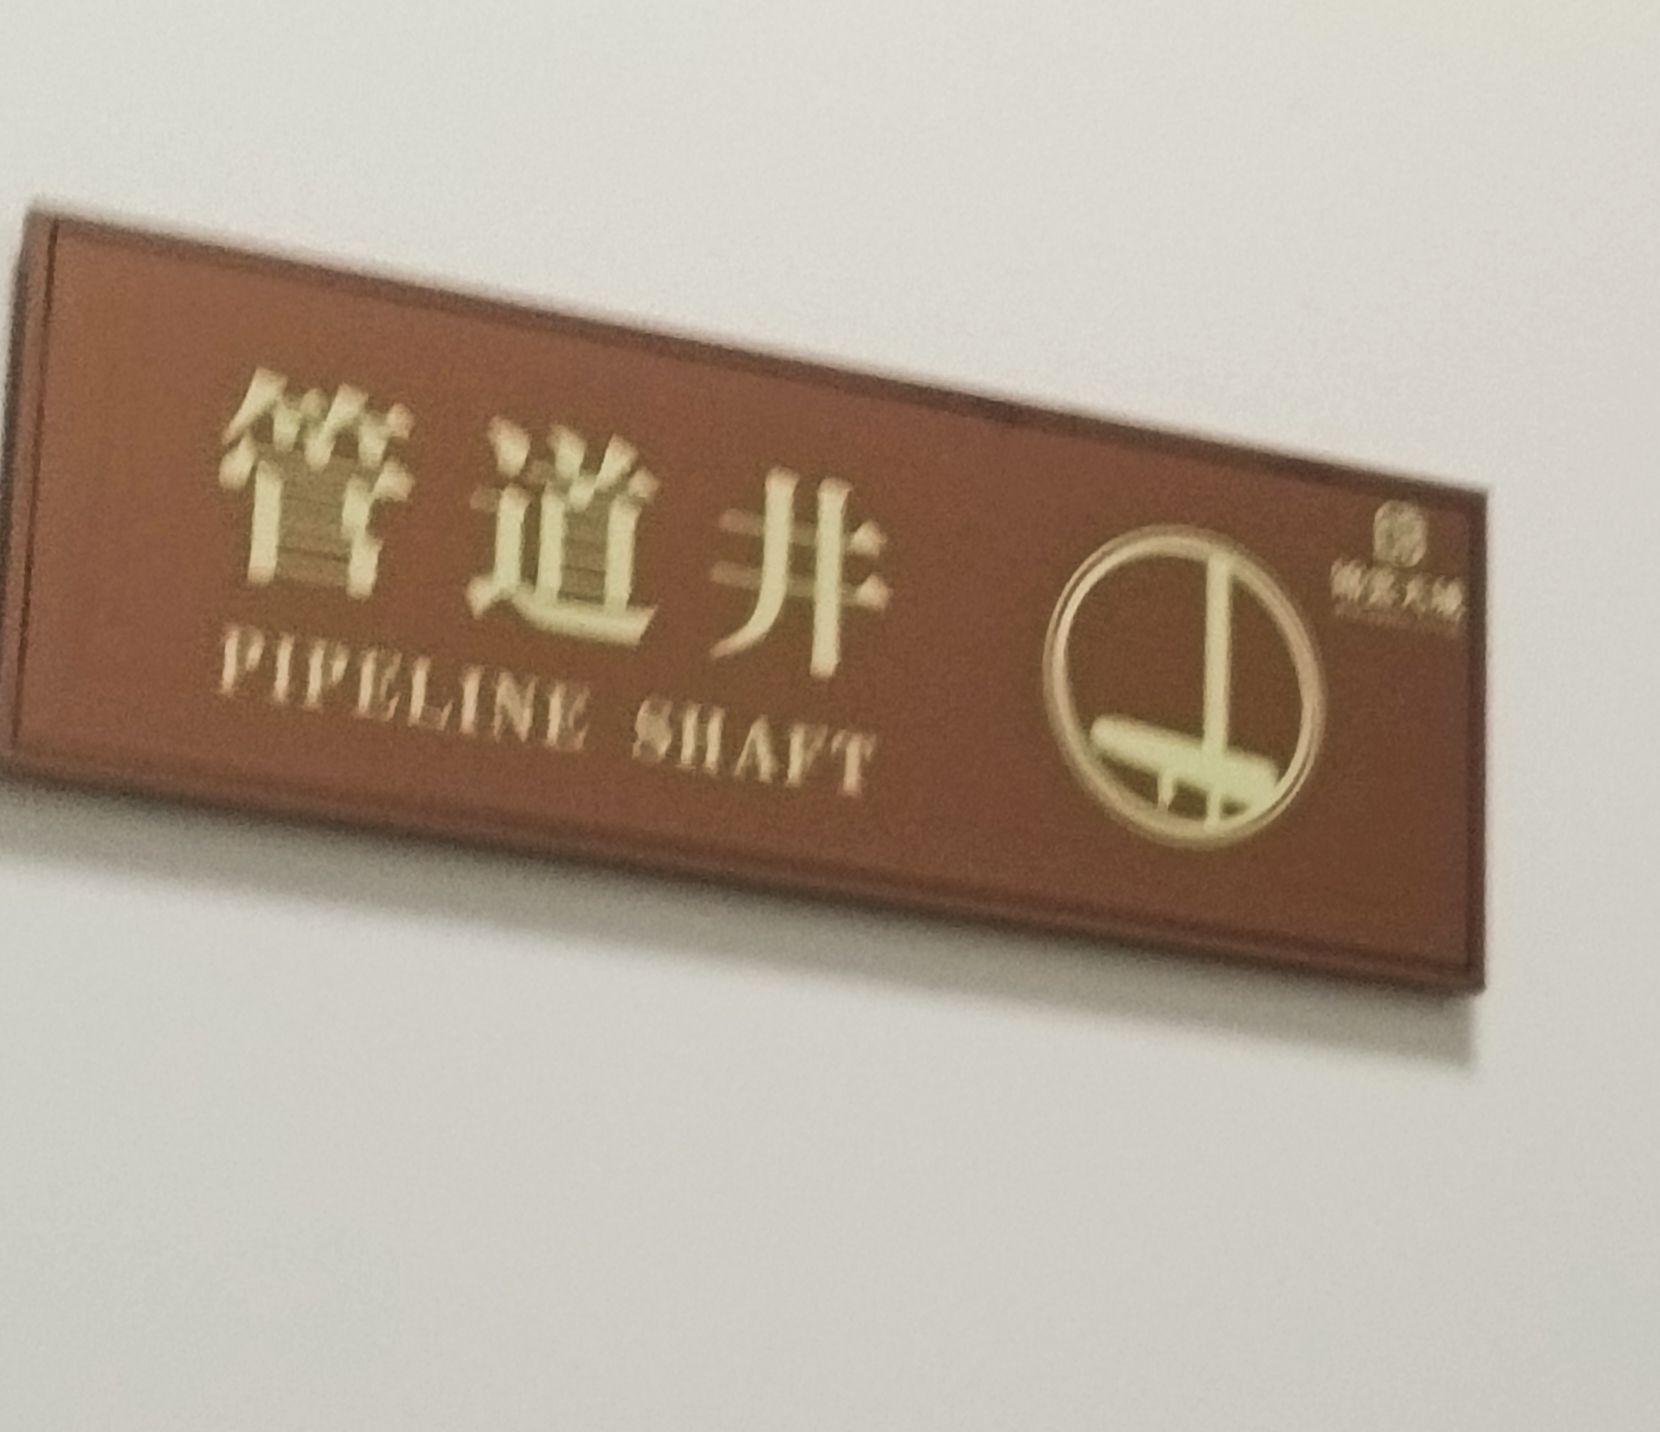 管道井
PIPELINE SHAFT